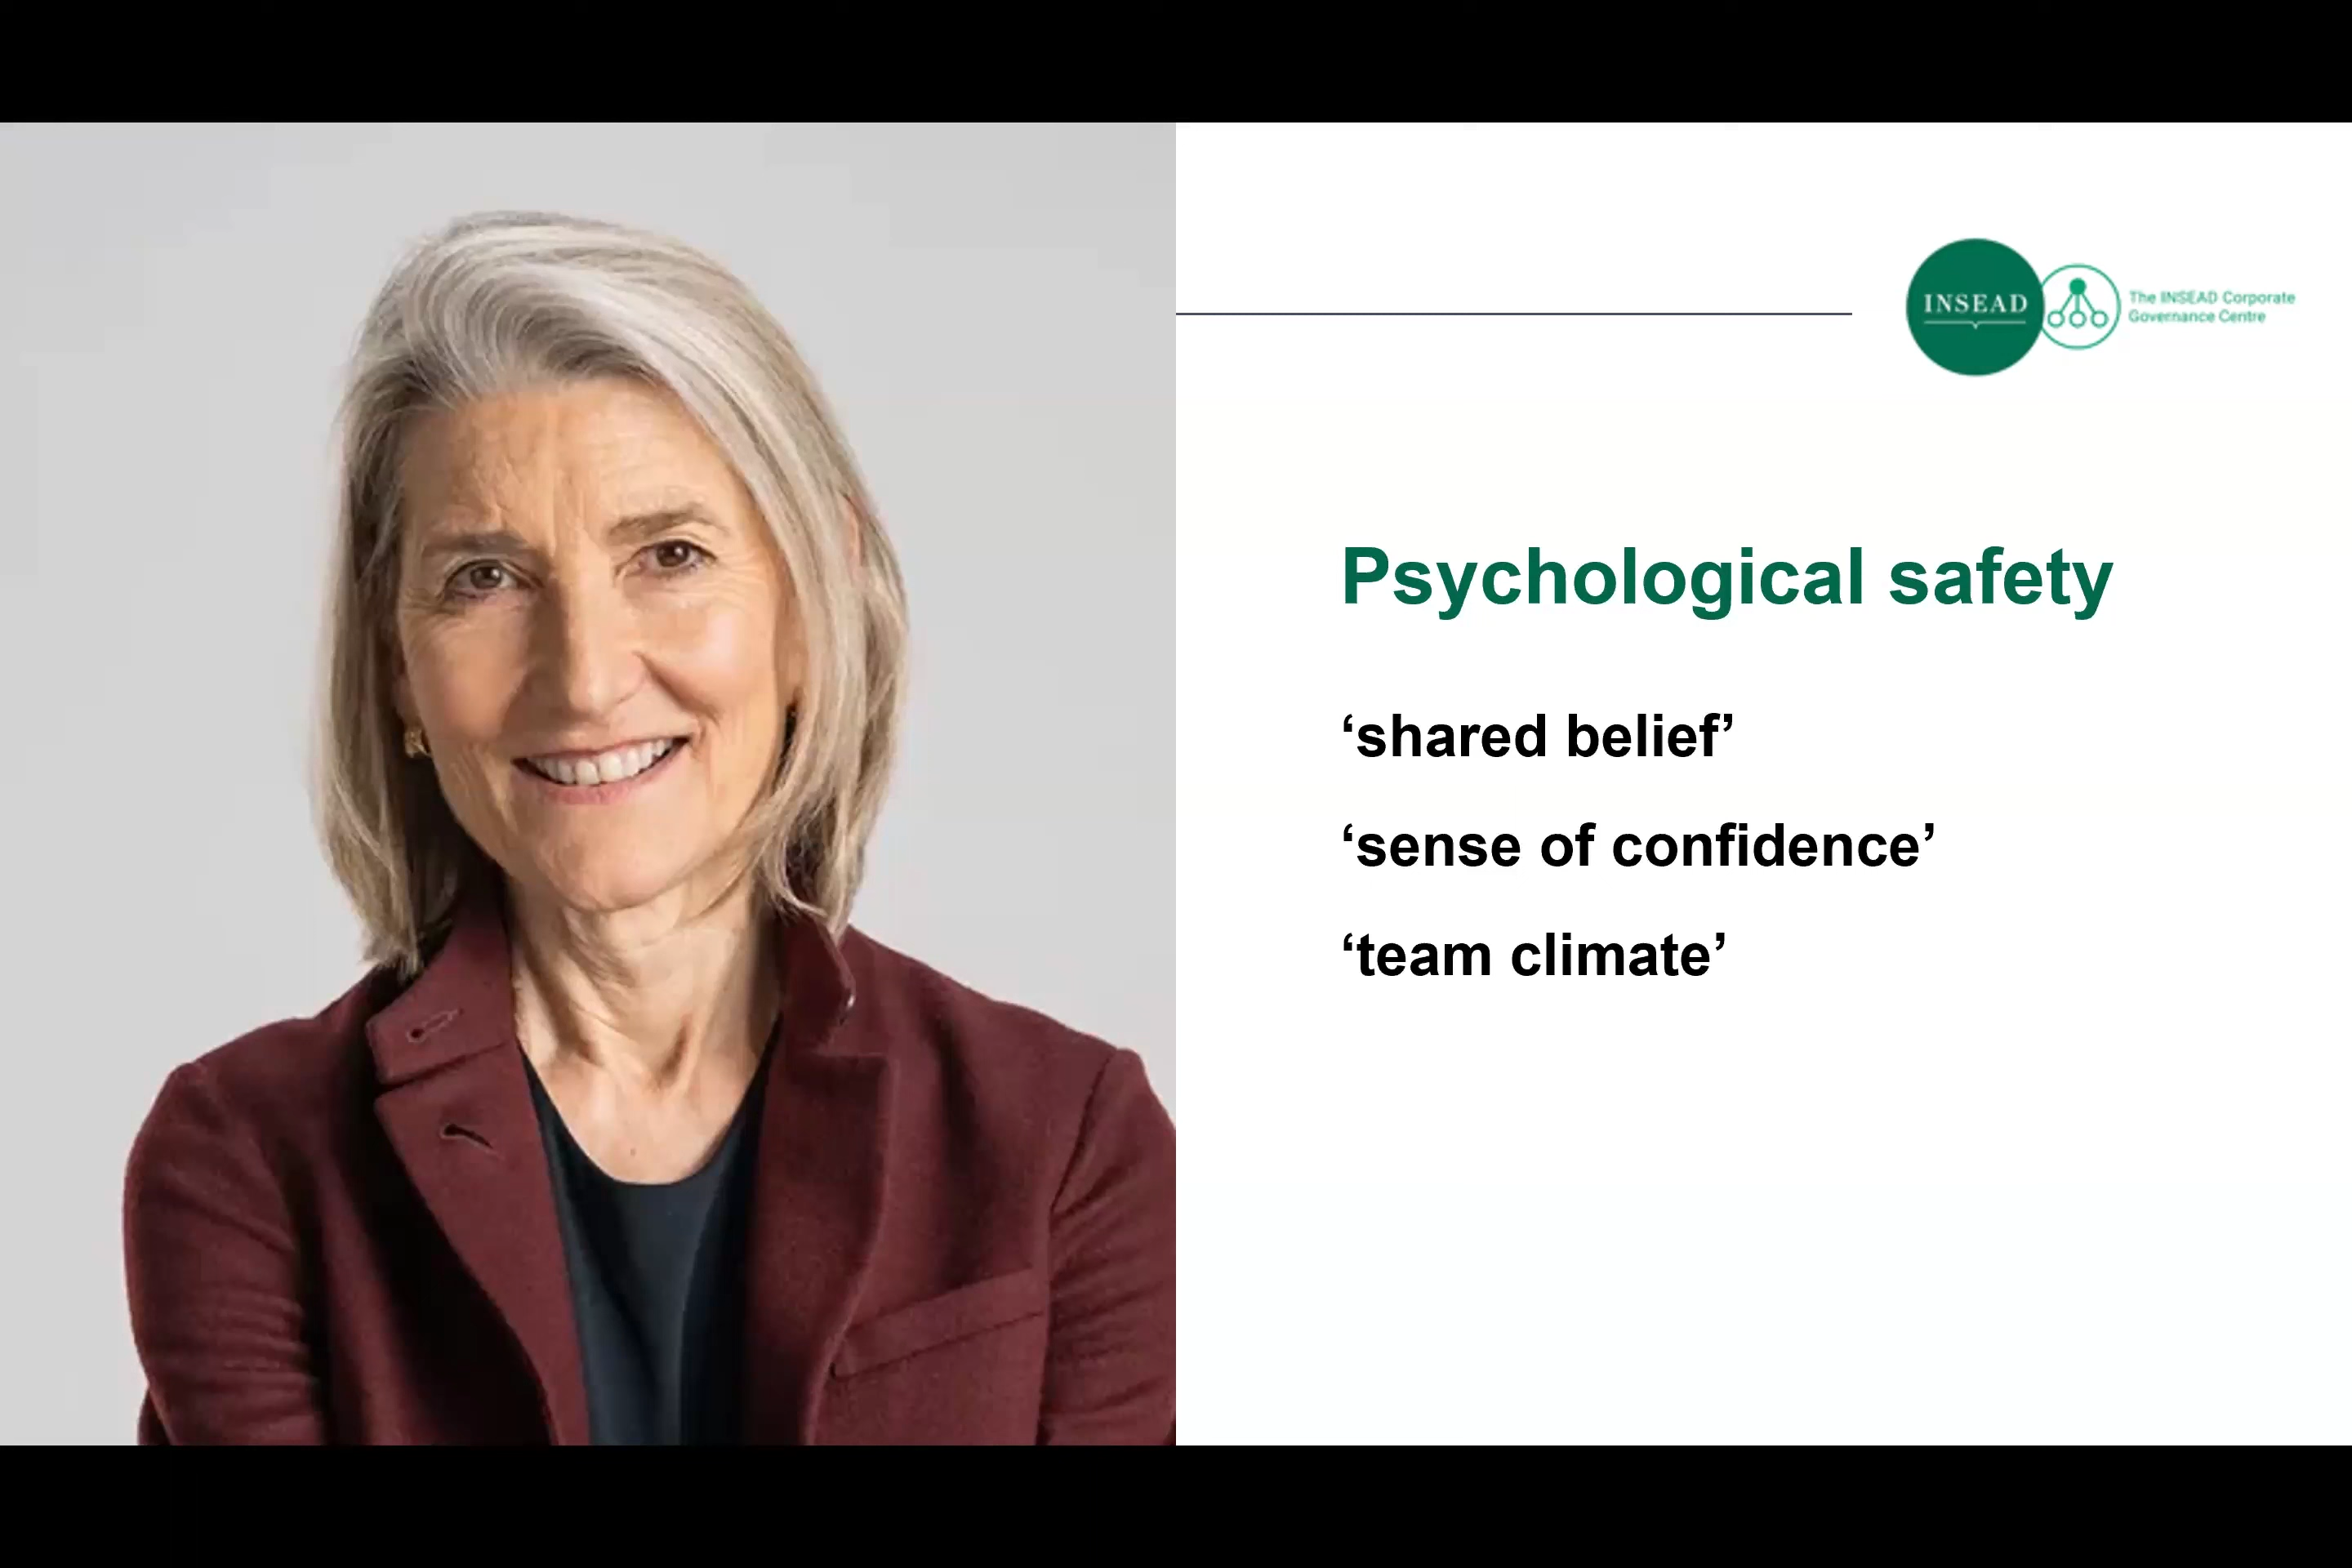 INSEAD
The INSEAD Corporate
Governance Centre
Psychological safety
‘shared belief’
‘sense of confidence’
‘team climate’